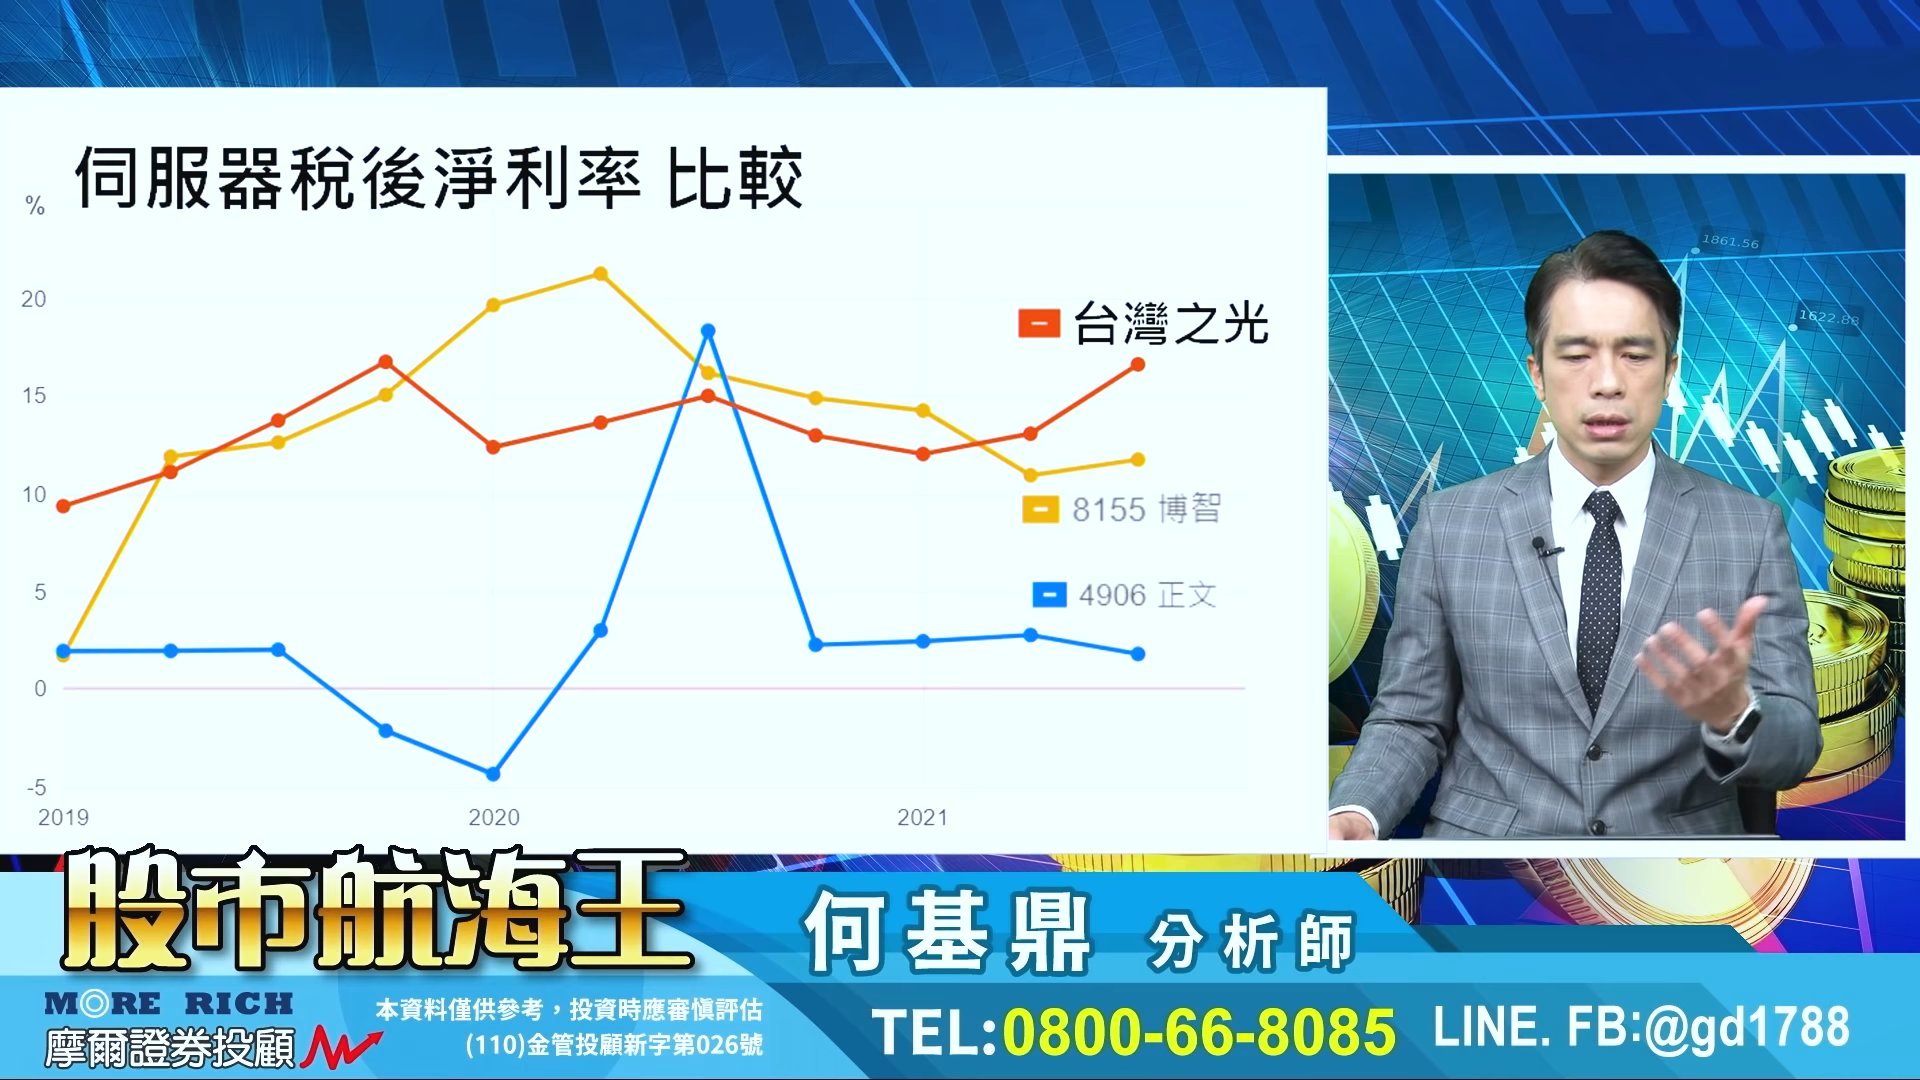 伺服器稅後淨利率 比較
%
20
15
10
5
0
-5
2019
2020
2021
台灣之光
8155 博智
4906 正文
1861.56
1622.88
股市航海王
MORE RICH
摩爾證券投顧
本資料僅供參考，投資時應審慎評估
(110)金管投顧新字第026號
何基鼎 分析師
TEL:0800-66-8085
LINE. FB:@gd1788